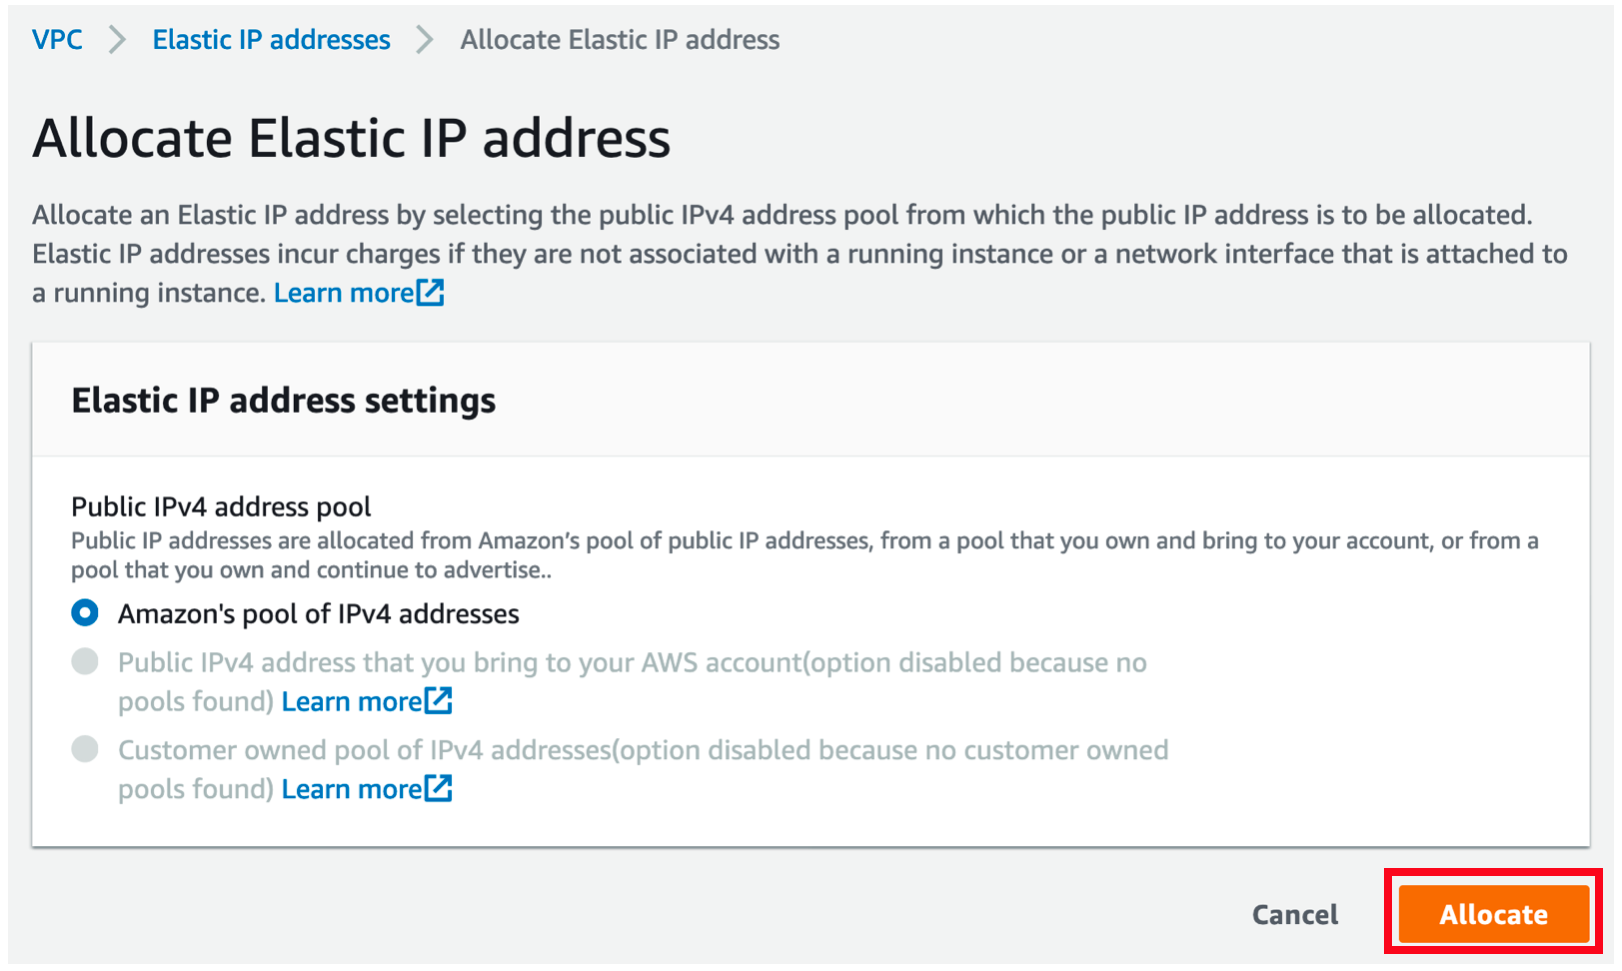 VPC > Elastic IP addresses > Allocate Elastic IP address
Allocate Elastic IP address
Allocate an Elastic IP address by selecting the public IPv4 address pool from which the public IP address is to be allocated.
Elastic IP addresses incur charges if they are not associated with a running instance or a network interface that is attached to
a running instance. Learn more
Elastic IP address settings
Public IPv4 address pool
Public IP addresses are allocated from Amazon’s pool of public IP addresses, from a pool that you own and bring to your account, or from a
pool that you own and continue to advertise..
Amazon's pool of IPv4 addresses
Public IPv4 address that you bring to your AWS account(option disabled because no
pools found) Learn more
Customer owned pool of IPv4 addresses(option disabled because no customer owned
pools found) Learn more
Cancel Allocate